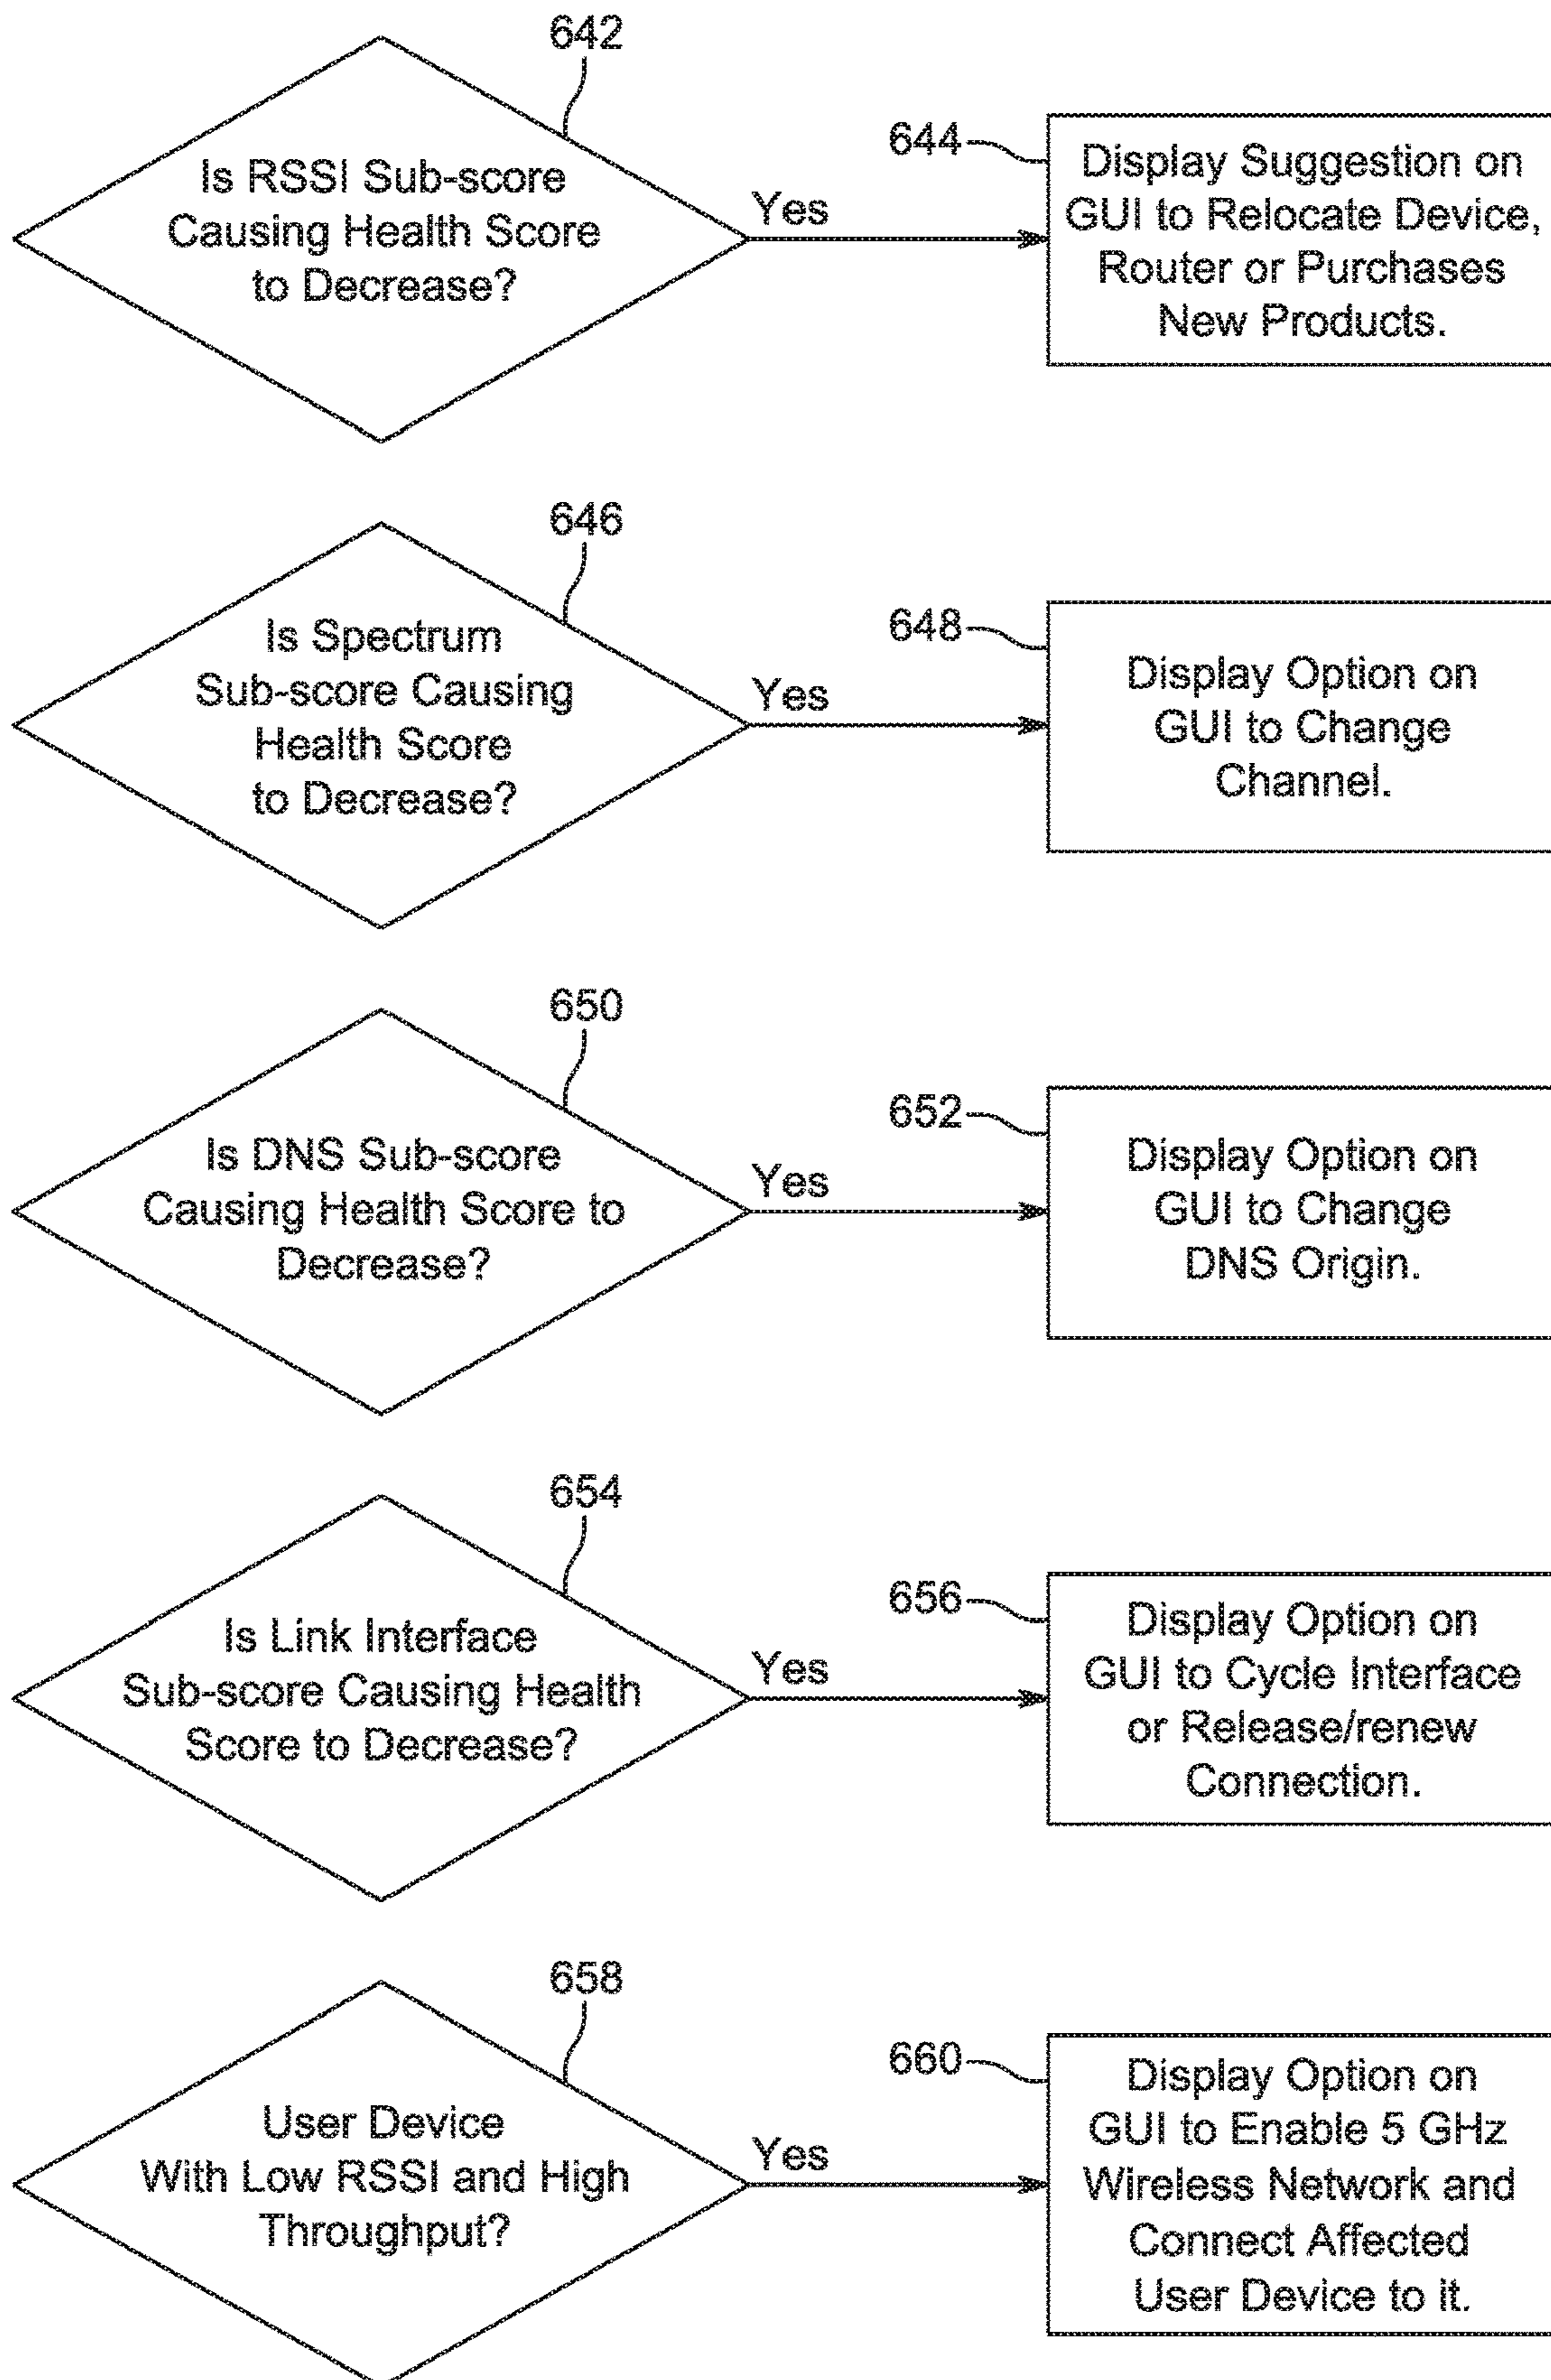 642
Is RSSI Sub-score
Causing Health Score
to Decrease?
Yes
644
Display Suggestion on
GUI to Relocate Device,
Router or Purchases
New Products.
646
Is Spectrum
Sub-score Causing
Health Score
to Decrease?
Yes
648
Display Option on
GUI to Change
Channel.
650
Is DNS Sub-score
Causing Health Score to
Decrease?
Yes
652
Display Option on
GUI to Change
DNS Origin.
654
Is Link Interface
Sub-score Causing Health
Score to Decrease?
Yes
656
Display Option on
GUI to Cycle Interface
or Release/renew
Connection.
658
User Device
With Low RSSI and High
Throughput?
Yes
660
Display Option on
GUI to Enable 5 GHz
Wireless Network and
Connect Affected
User Device to it.